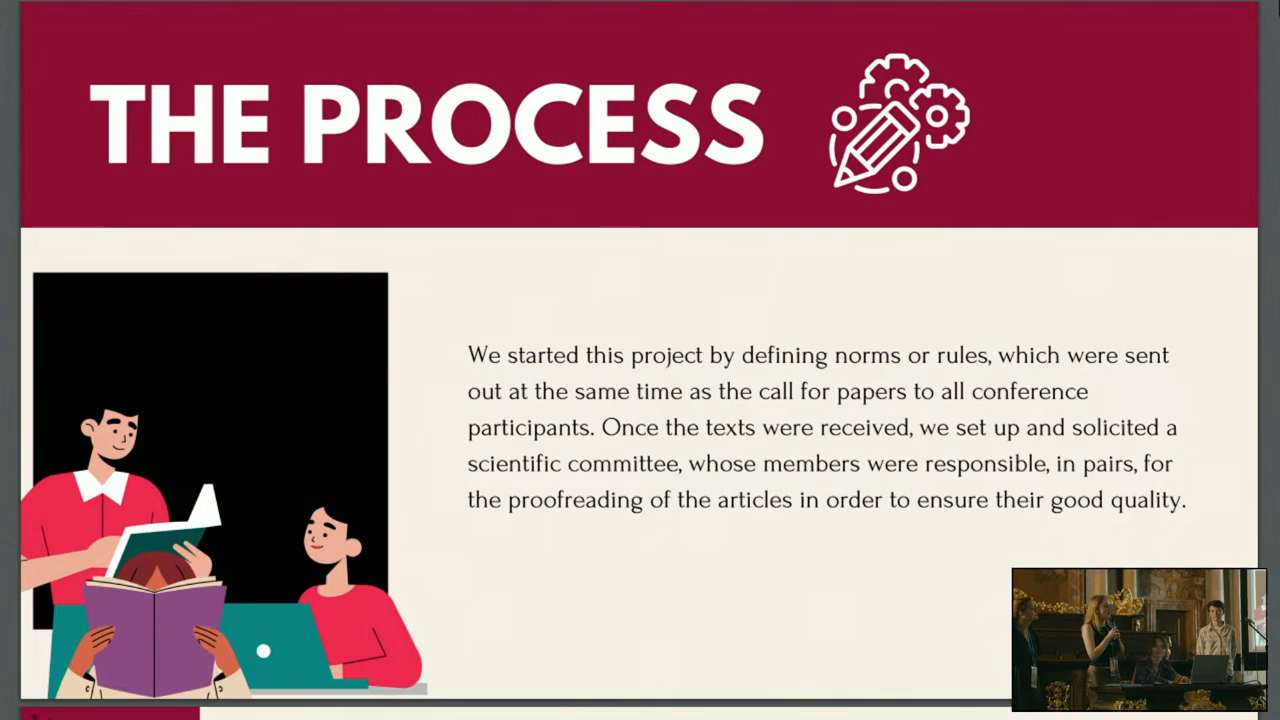 THE PROCESS
We started this project by defining norms or rules, which were sent
out at the same time as the call for papers to all conference
participants. Once the texts were received, we set up and solicited a
scientific committee, whose members were responsible, in pairs, for
the proofreading of the articles in order to ensure their good quality.